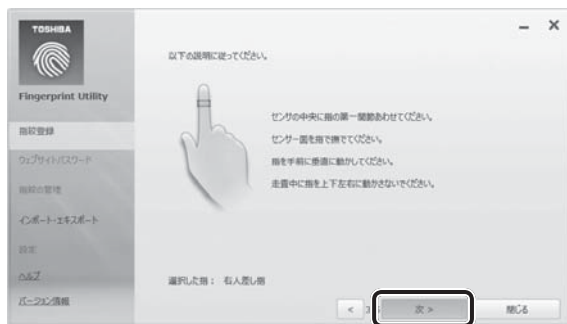 TOSHIBA
Fingerprint Utility
指紋登録
ウェブサイトパスワード
指紋の管理
インポート・エキスポート
設定
ヘルプ
バージョン情報
以下の説明に従ってください。
センサの中央に指の第一関節あわせてください。
センサー面を指で撫でてください。
指を手前に垂直に動かしてください。
走査中に指を上下左右に動かさないでください。
選択した指： 右人差し指
< 3
次 >
閉じる